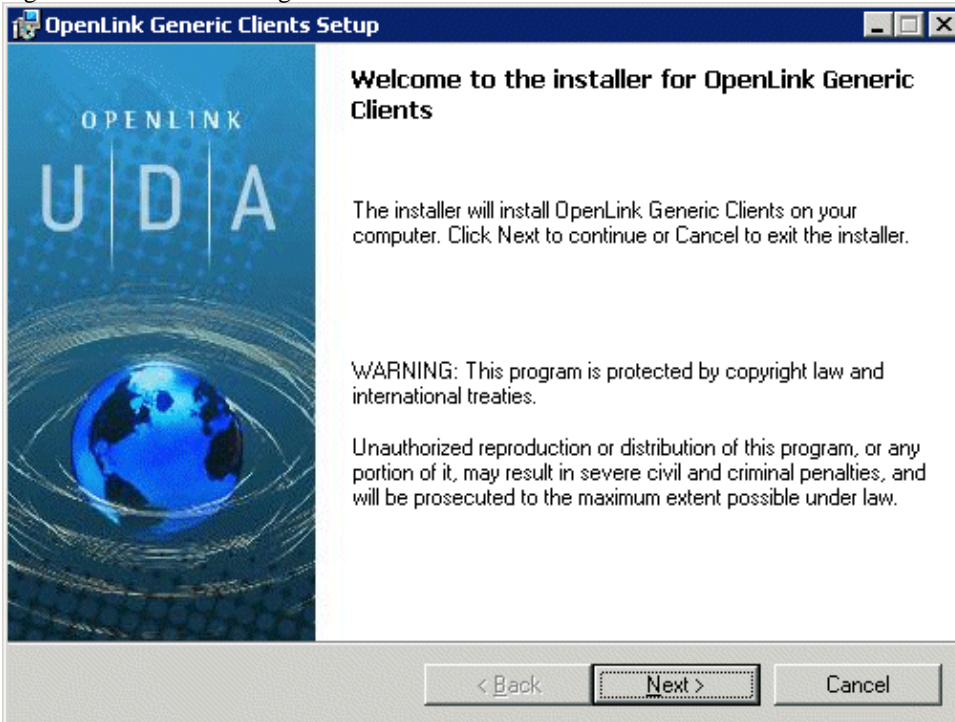 OpenLink Generic Clients Setup
OPENLINK
U D A
Welcome to the installer for OpenLink Generic
Clients
The installer will install OpenLink Generic Clients on your
computer. Click Next to continue or Cancel to exit the installer.
WARNING: This program is protected by copyright law and
international treaties.
Unauthorized reproduction or distribution of this program, or any
portion of it, may result in severe civil and criminal penalties, and
will be prosecuted to the maximum extent possible under law.
< Back
Next >
Cancel